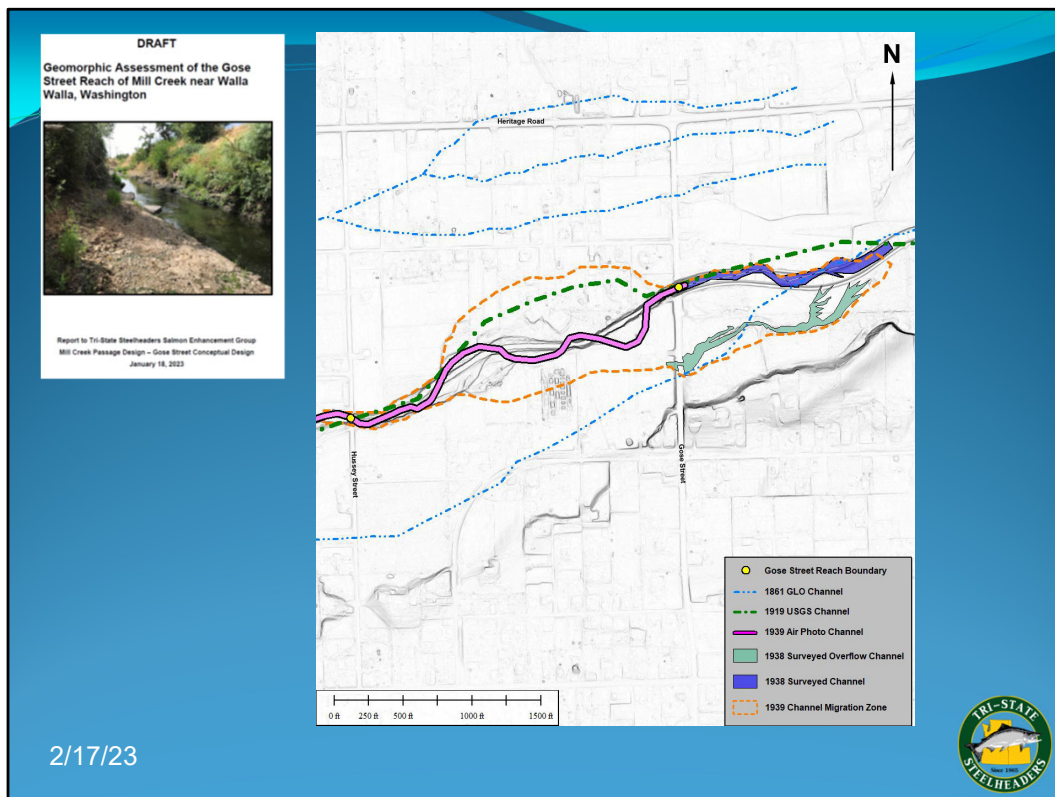 DRAFT
Geomorphic Assessment of the Gose
Street Reach of Mill Creek near Walla
Walla, Washington
Report to Tri-State Steelheaders Salmon Enhancement Group
Mill Creek Passage Design – Gose Street Conceptual Design
January 18, 2023
N
Heritage Road
Hussey Street
Gose Street
Gose Street Reach Boundary
1861 GLO Channel
1919 USGS Channel
1939 Air Photo Channel
1938 Surveyed Overflow Channel
1938 Surveyed Channel
1939 Channel Migration Zone
0 ft 250 ft 500 ft 1000 ft 1500 ft
2/17/23
TRI-STATE
Since 1965
STEELHEADERS